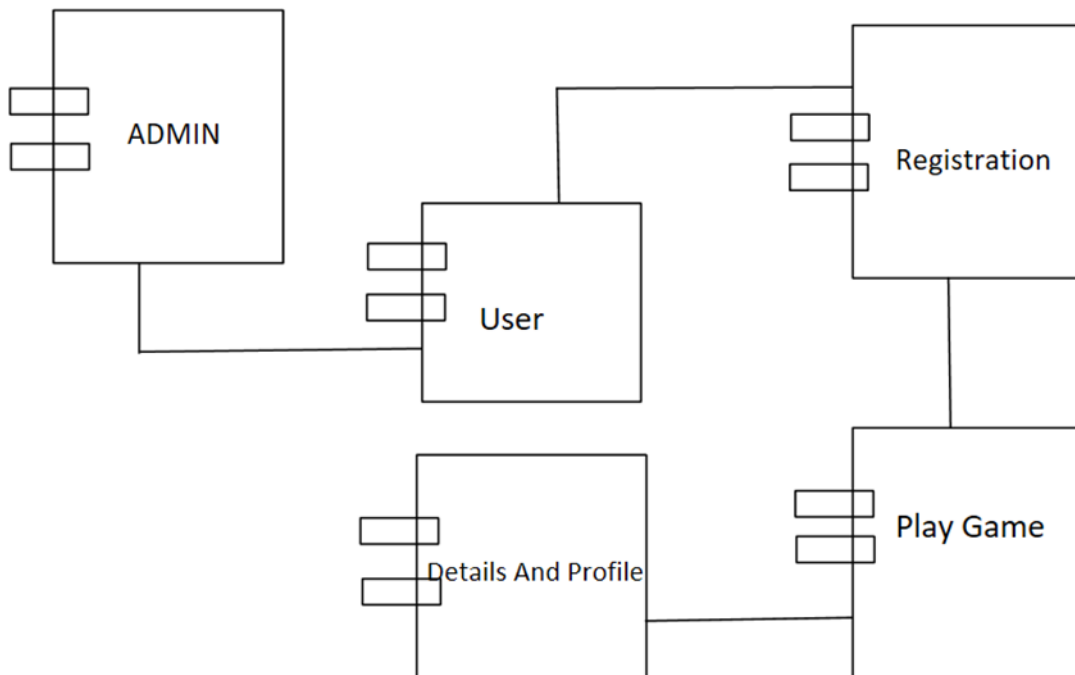 ADMIN
Registration
User
Play Game
Details And Profile